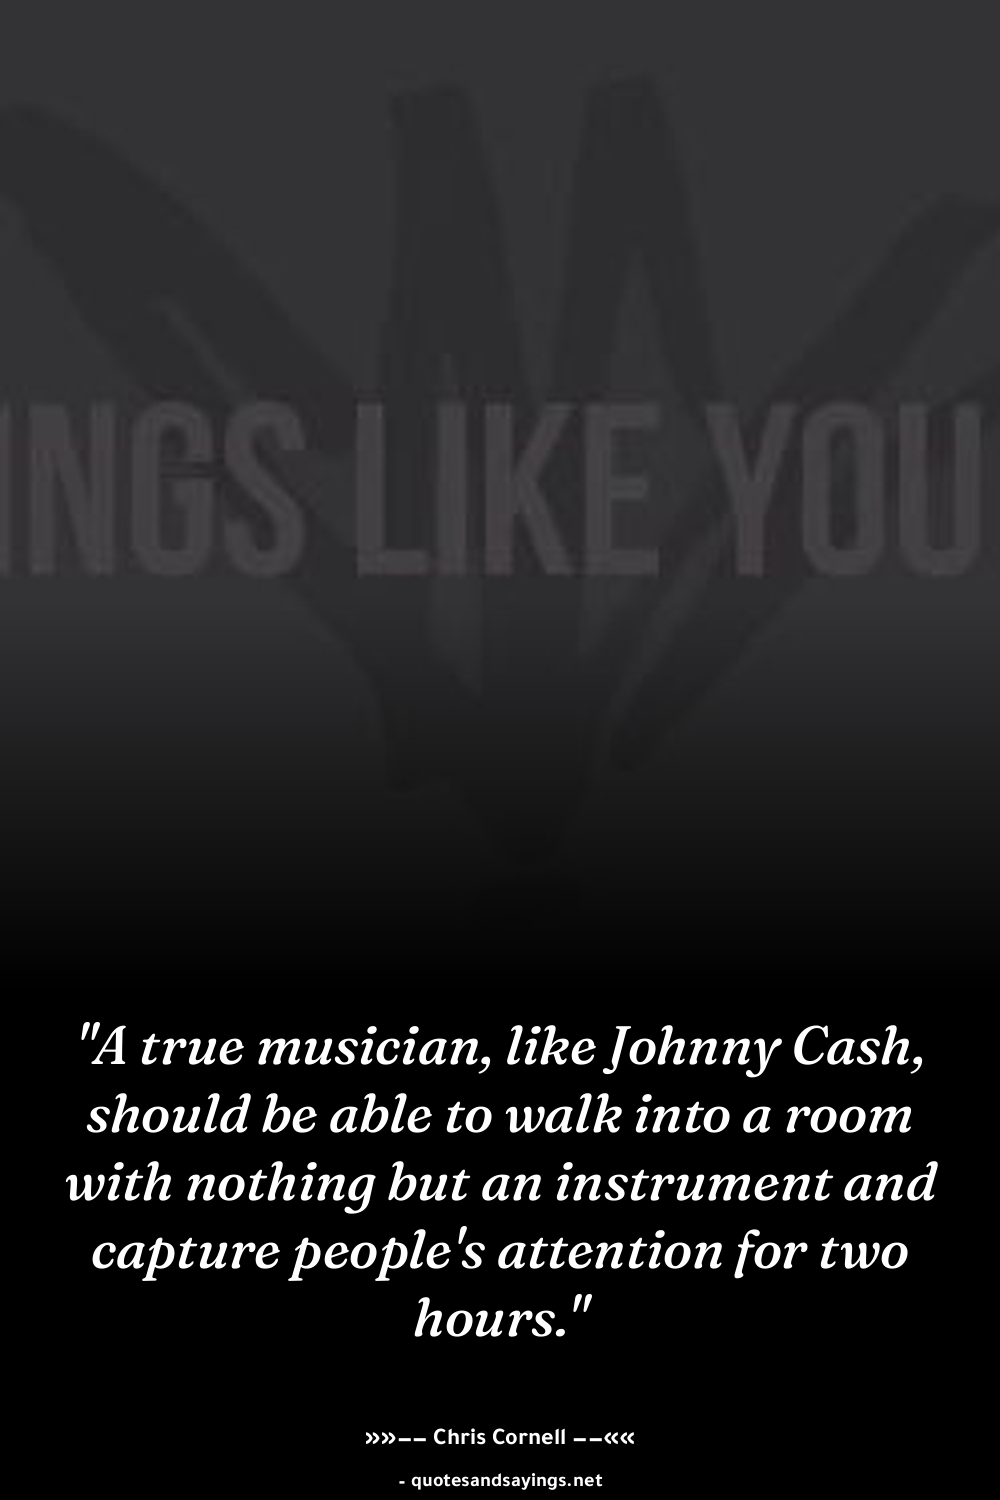 INGS LIKE YOU
"A true musician, like Johnny Cash,
should be able to walk into a room
with nothing but an instrument and
capture people's attention for two
hours."
»»−− Chris Cornell −−««
- quotesandsayings.net